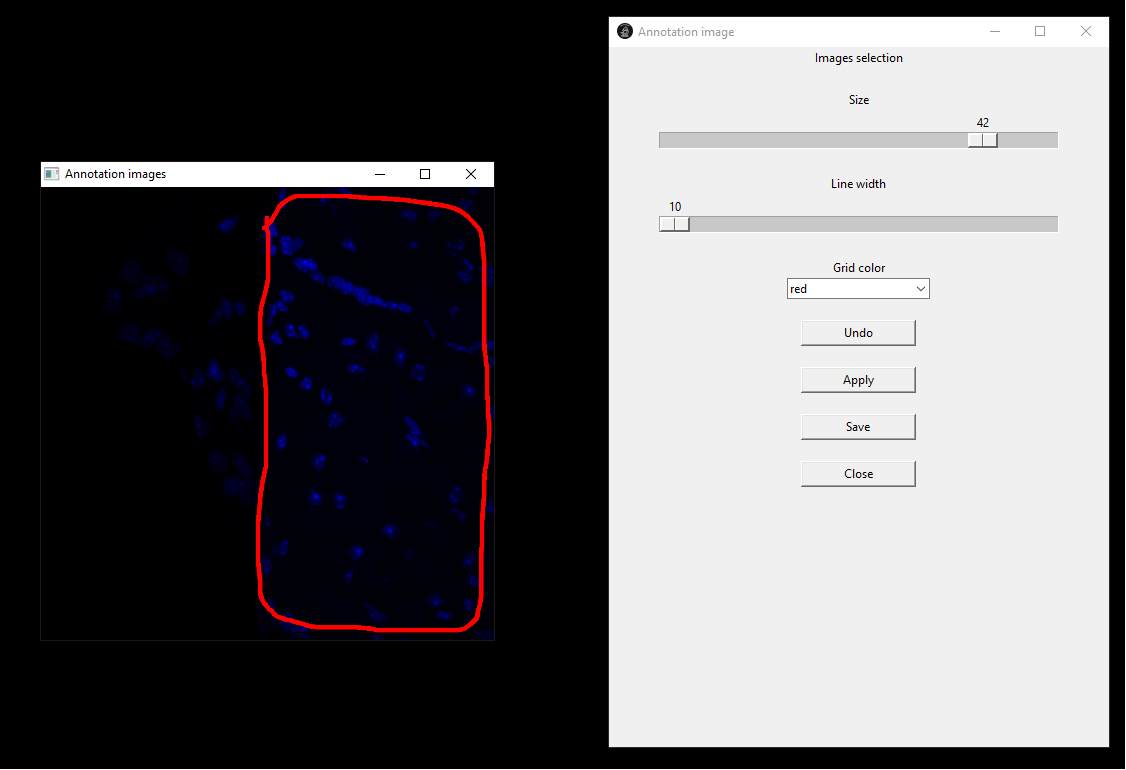 Annotation images
Annotation image
Images selection
Size
42
Line width
10
Grid color
red
Undo
Apply
Save
Close